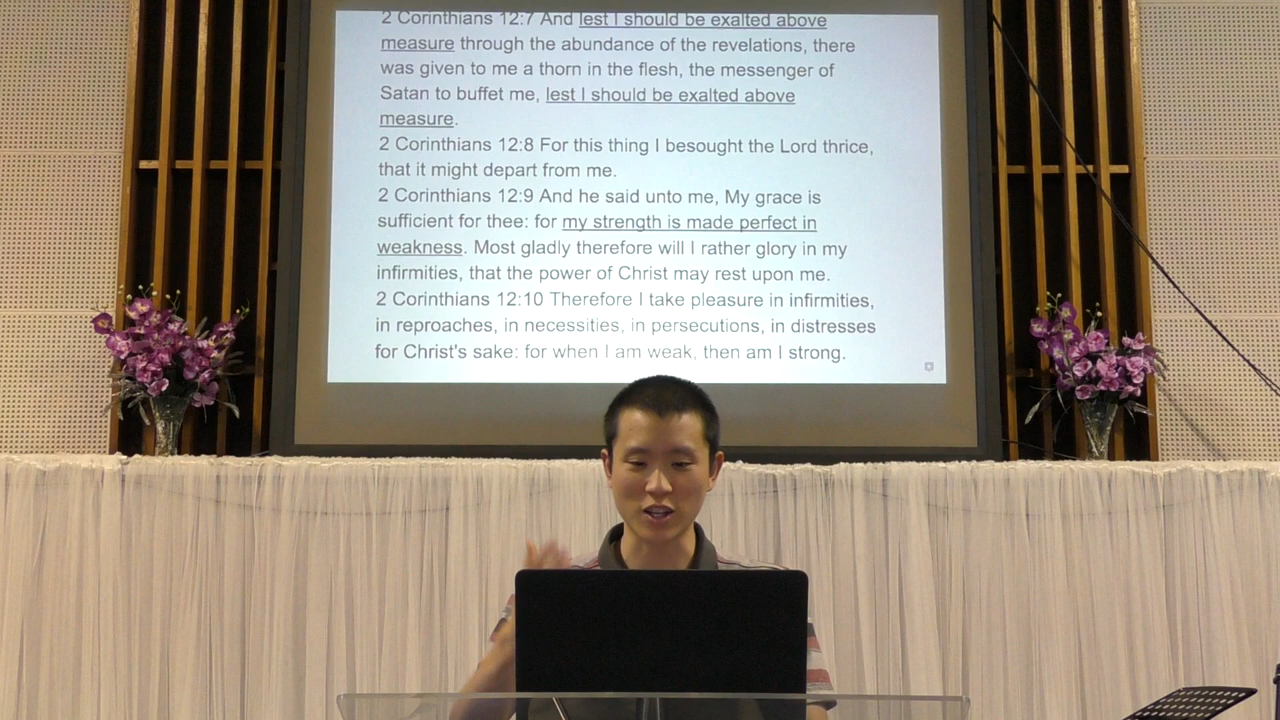 2 Corinthians 12:7 And lest I should be exalted above
measure through the abundance of the revelations, there
was given to me a thorn in the flesh, the messenger of
Satan to buffet me, lest I should be exalted above
measure.
2 Corinthians 12:8 For this thing I besought the Lord thrice,
that it might depart from me.
2 Corinthians 12:9 And he said unto me, My grace is
sufficient for thee: for my strength is made perfect in
weakness. Most gladly therefore will I rather glory in my
infirmities, that the power of Christ may rest upon me.
2 Corinthians 12:10 Therefore I take pleasure in infirmities,
in reproaches, in necessities, in persecutions, in distresses
for Christ's sake: for when I am weak, then am I strong.